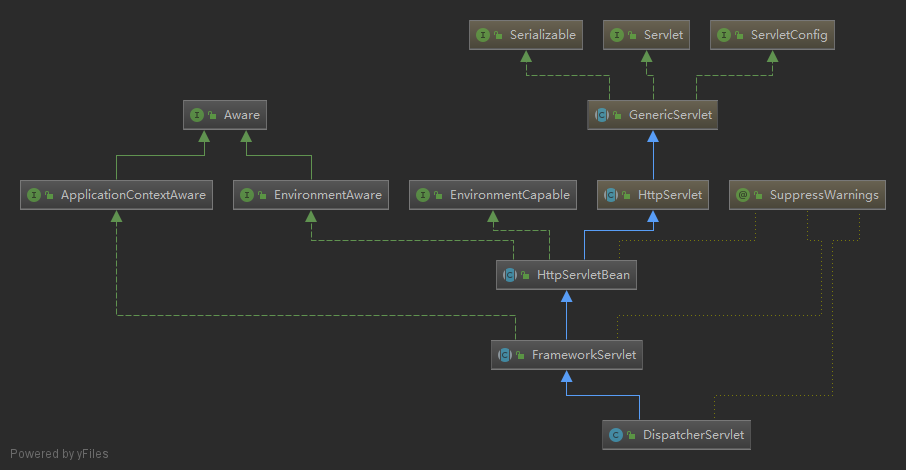 Serializable
Servlet
ServletConfig
Aware
GenericServlet
ApplicationContextAware
EnvironmentAware
EnvironmentCapable
HttpServlet
SuppressWarnings
HttpServletBean
FrameworkServlet
DispatcherServlet
Powered by yFiles